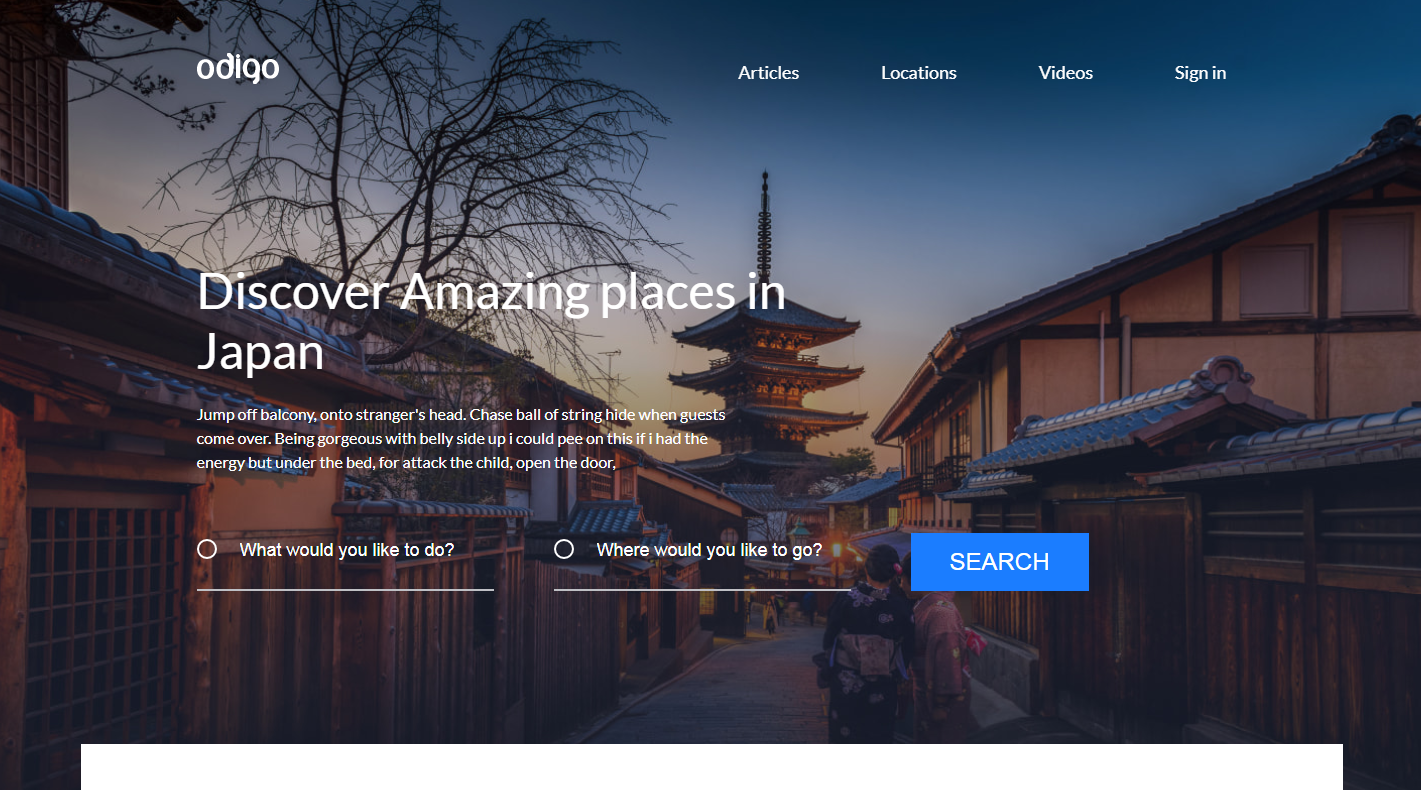 odigo
Articles
Locations
Videos
Sign in
Discover Amazing places in
Japan
Jump off balcony, onto stranger's head. Chase ball of string hide when guests
come over. Being gorgeous with belly side up i could pee on this if i had the
energy but under the bed, for attack the child, open the door,
What would you like to do?
Where would you like to go?
SEARCH